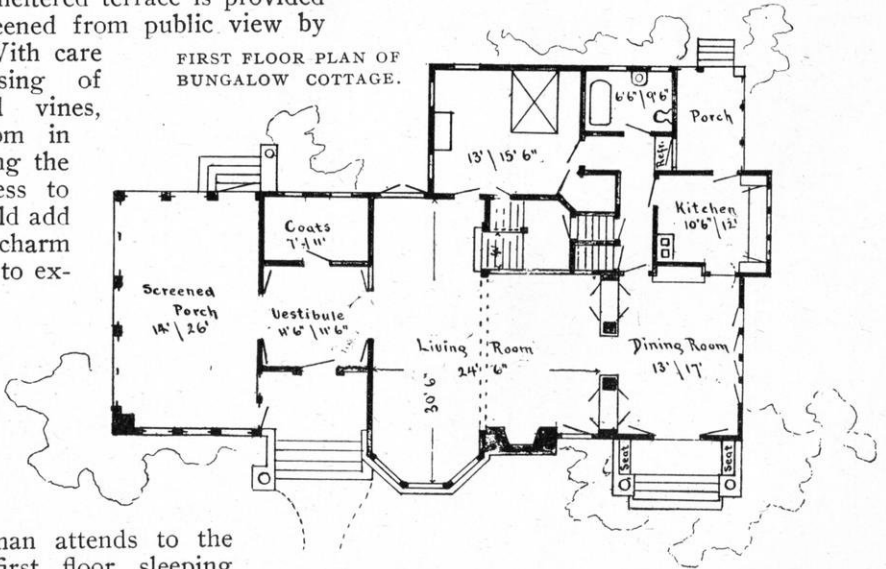 sheltered terrace is provided
screened from public view by
With care
sing of
vines,
om in
ng the
ess to
ld add
charm
to ex-
FIRST FLOOR PLAN OF
BUNGALOW COTTAGE.
6'6"/9'6"
Porch
Refr.
13' / 15' 6"
Kitchen
10'6"/12'
Coats
7'/11'
Screened
Porch
14' / 26'
Vestibule
11'6"/11'6"
Living Room
24' 6"
30'6"
Dining Room
13' / 17'
Seat
Seat
man attends to the
first floor sleeping